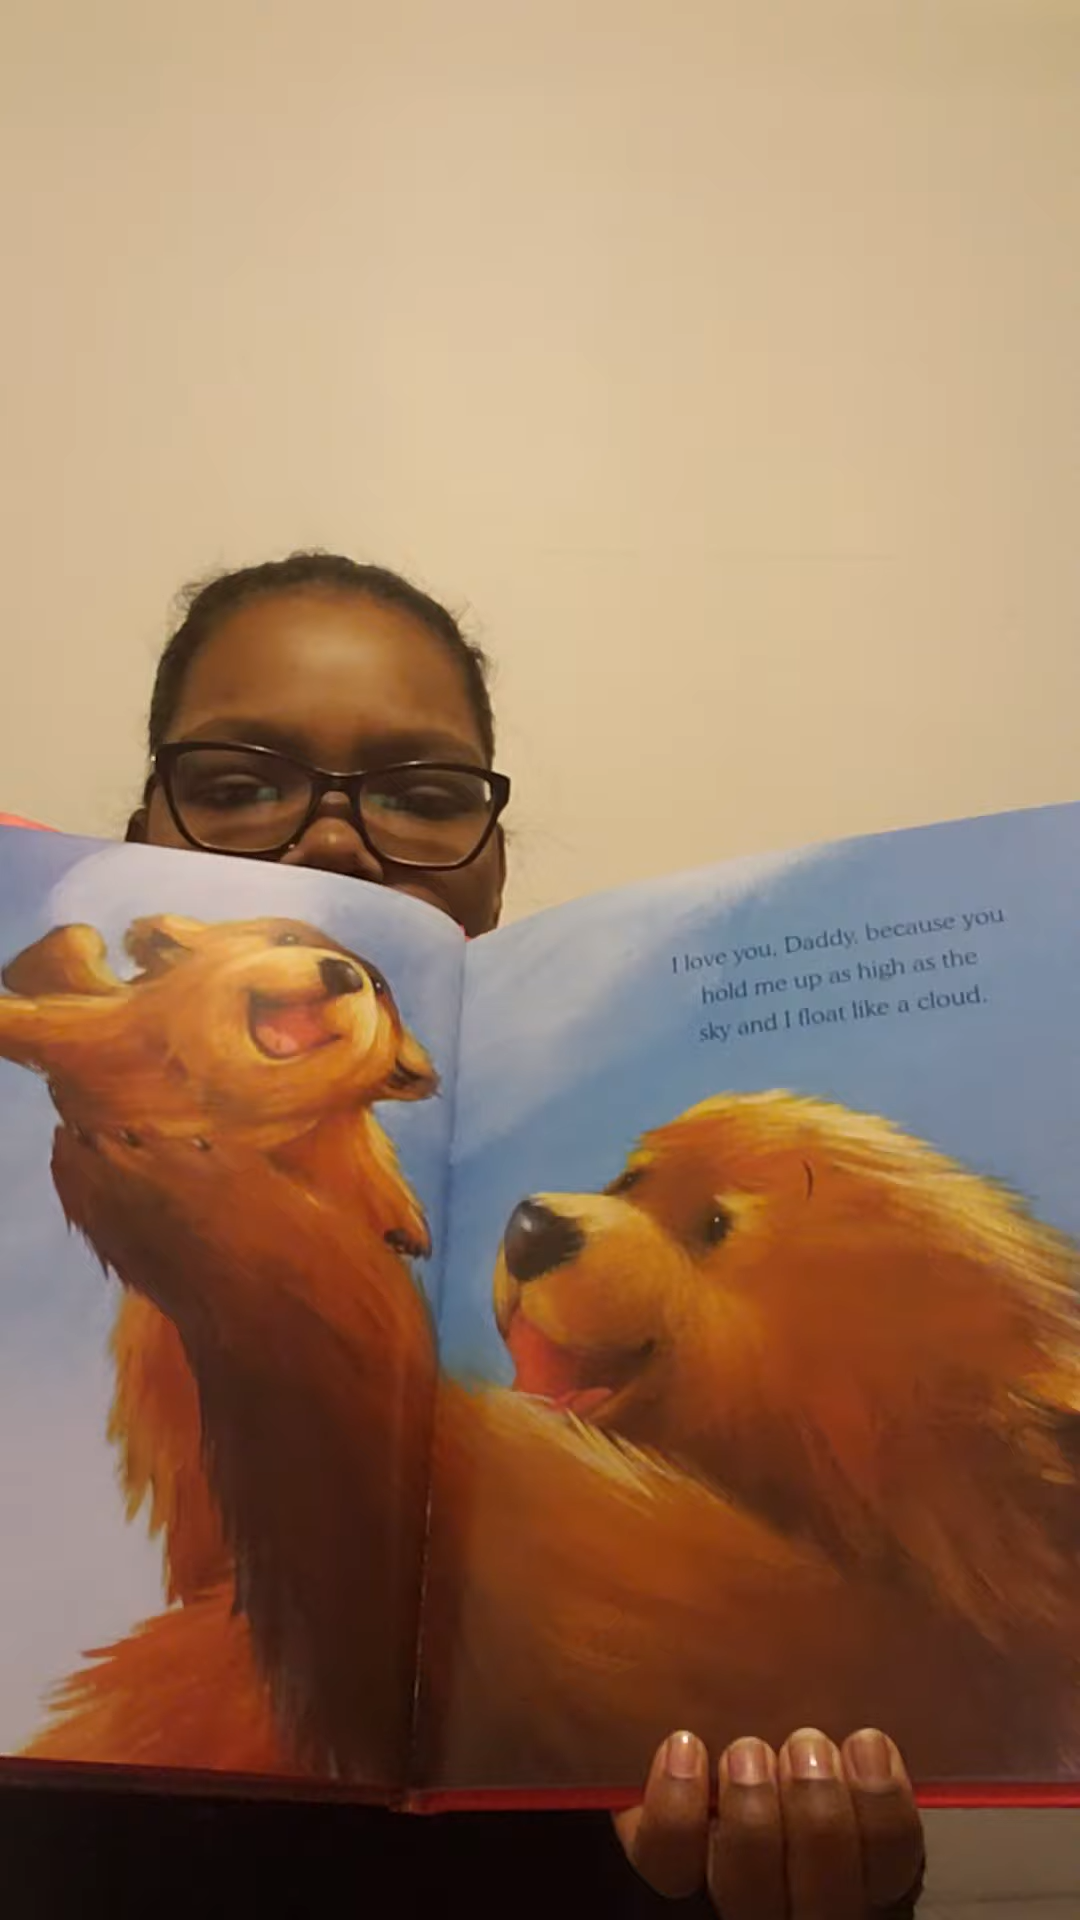 I love you, Daddy, because you
hold me up as high as the
sky and I float like a cloud.